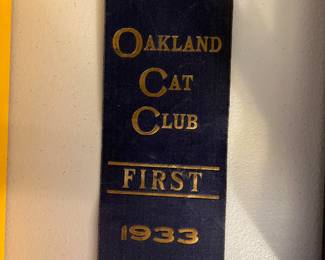 OAKLAND
CAT
CLUB
FIRST
1933